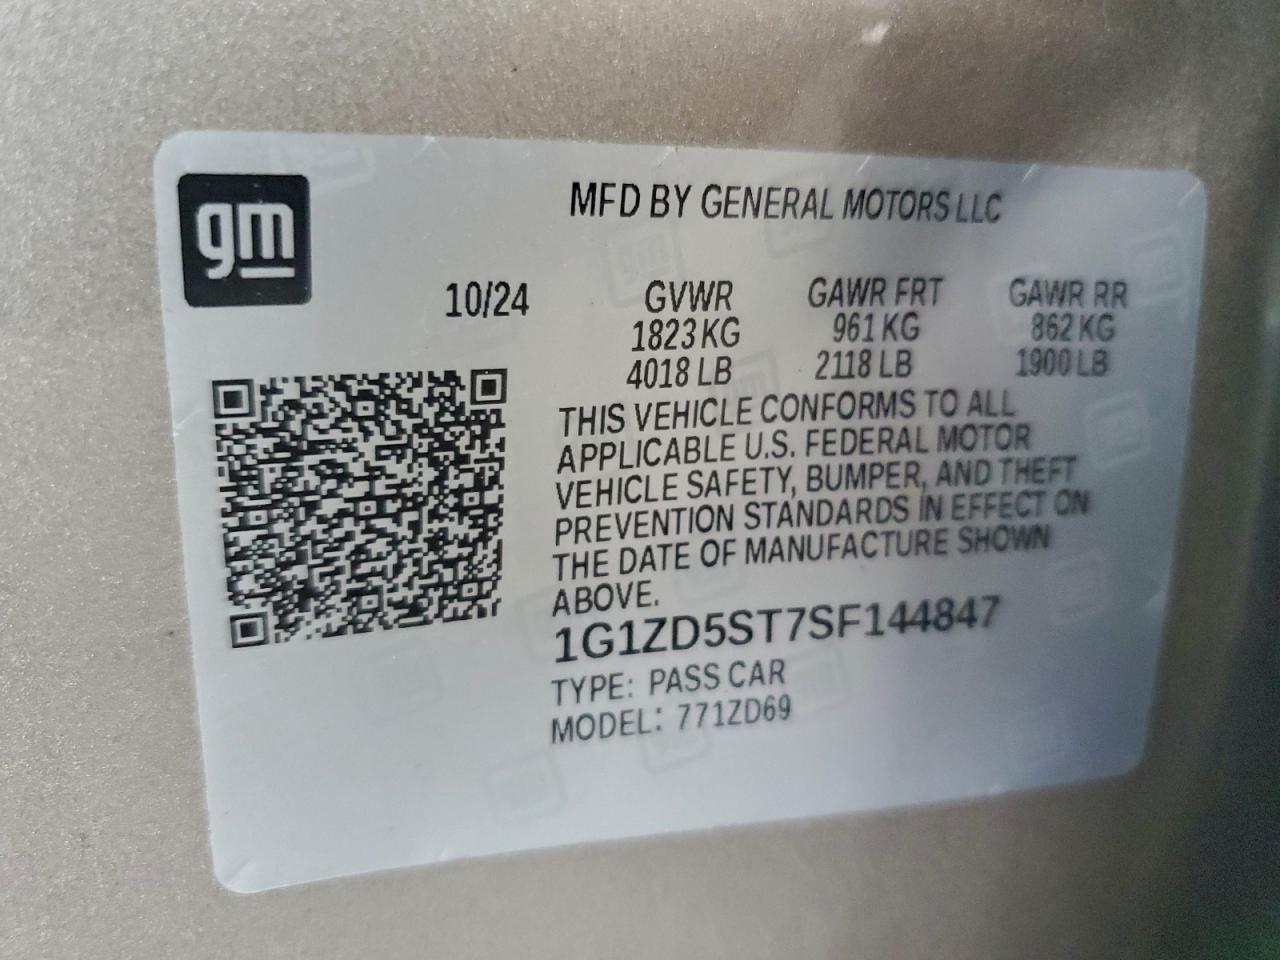 gm
MFD BY GENERAL MOTORS LLC
10/24
GVWR GAWR FRT GAWR RR
1823 KG 961 KG 862 KG
4018 LB 2118 LB 1900 LB
THIS VEHICLE CONFORMS TO ALL
APPLICABLE U.S. FEDERAL MOTOR
VEHICLE SAFETY, BUMPER, AND THEFT
PREVENTION STANDARDS IN EFFECT ON
THE DATE OF MANUFACTURE SHOWN
ABOVE.
1G1ZD5ST7SF144847
TYPE: PASS CAR
MODEL: 771ZD69